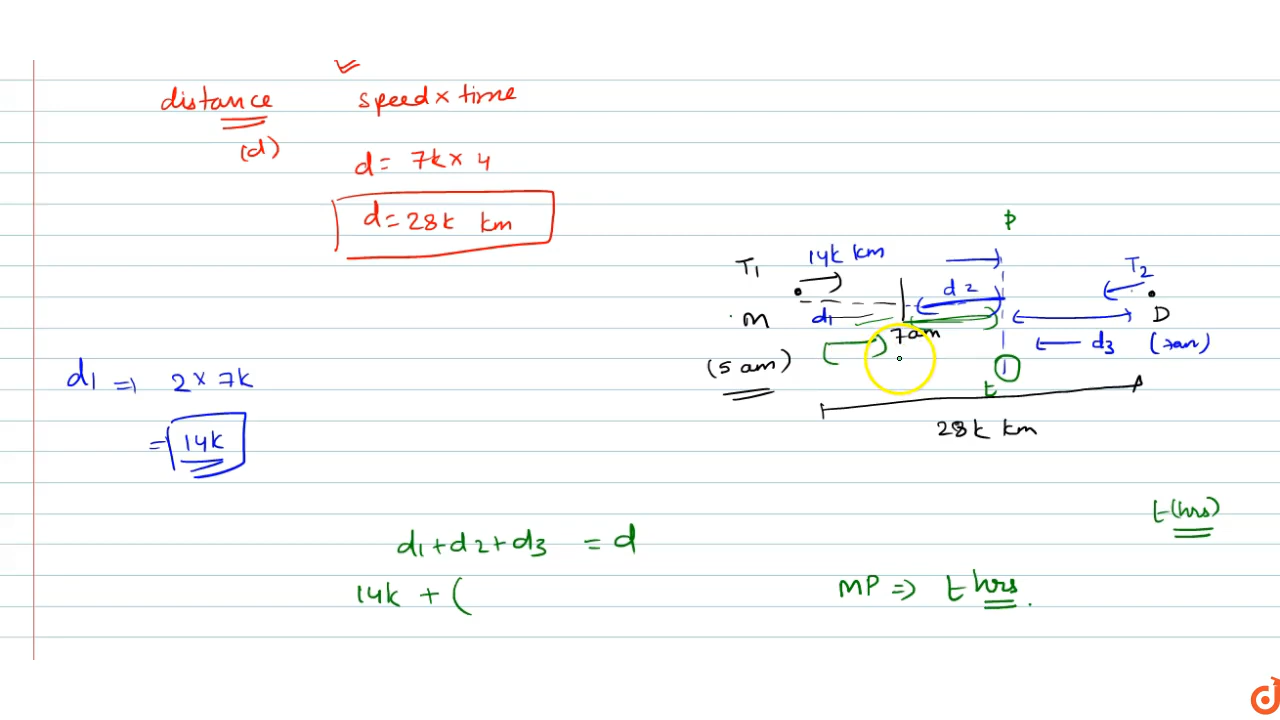 distance speed × time
(d)
d = 7k × 4
d = 28k km
P
T1 14k km T2
d2
M d1 D
7am d3 (7am)
(5 am)
t
28k km
d1 ⇒ 2 × 7k
= 14k
t(hrs)
d1 + d2 + d3 = d
14k + (
MP ⇒ t hrs.